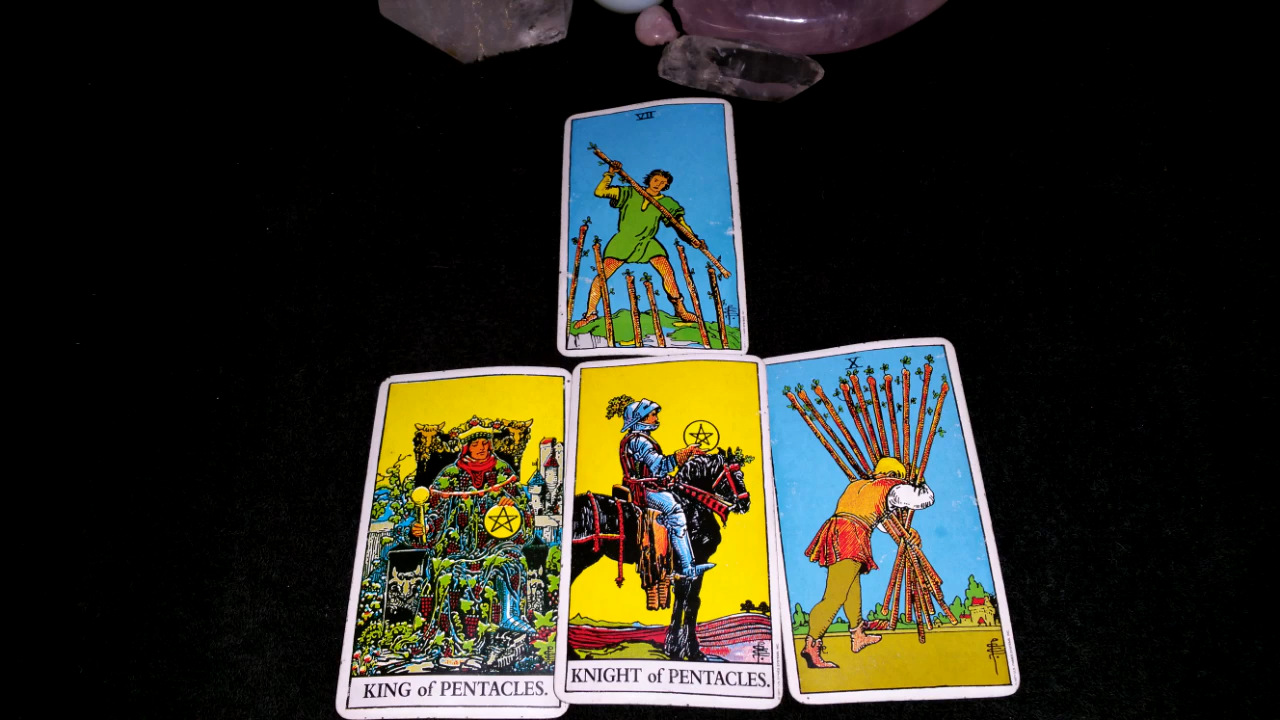 VII
X
KING of PENTACLES.
KNIGHT of PENTACLES.